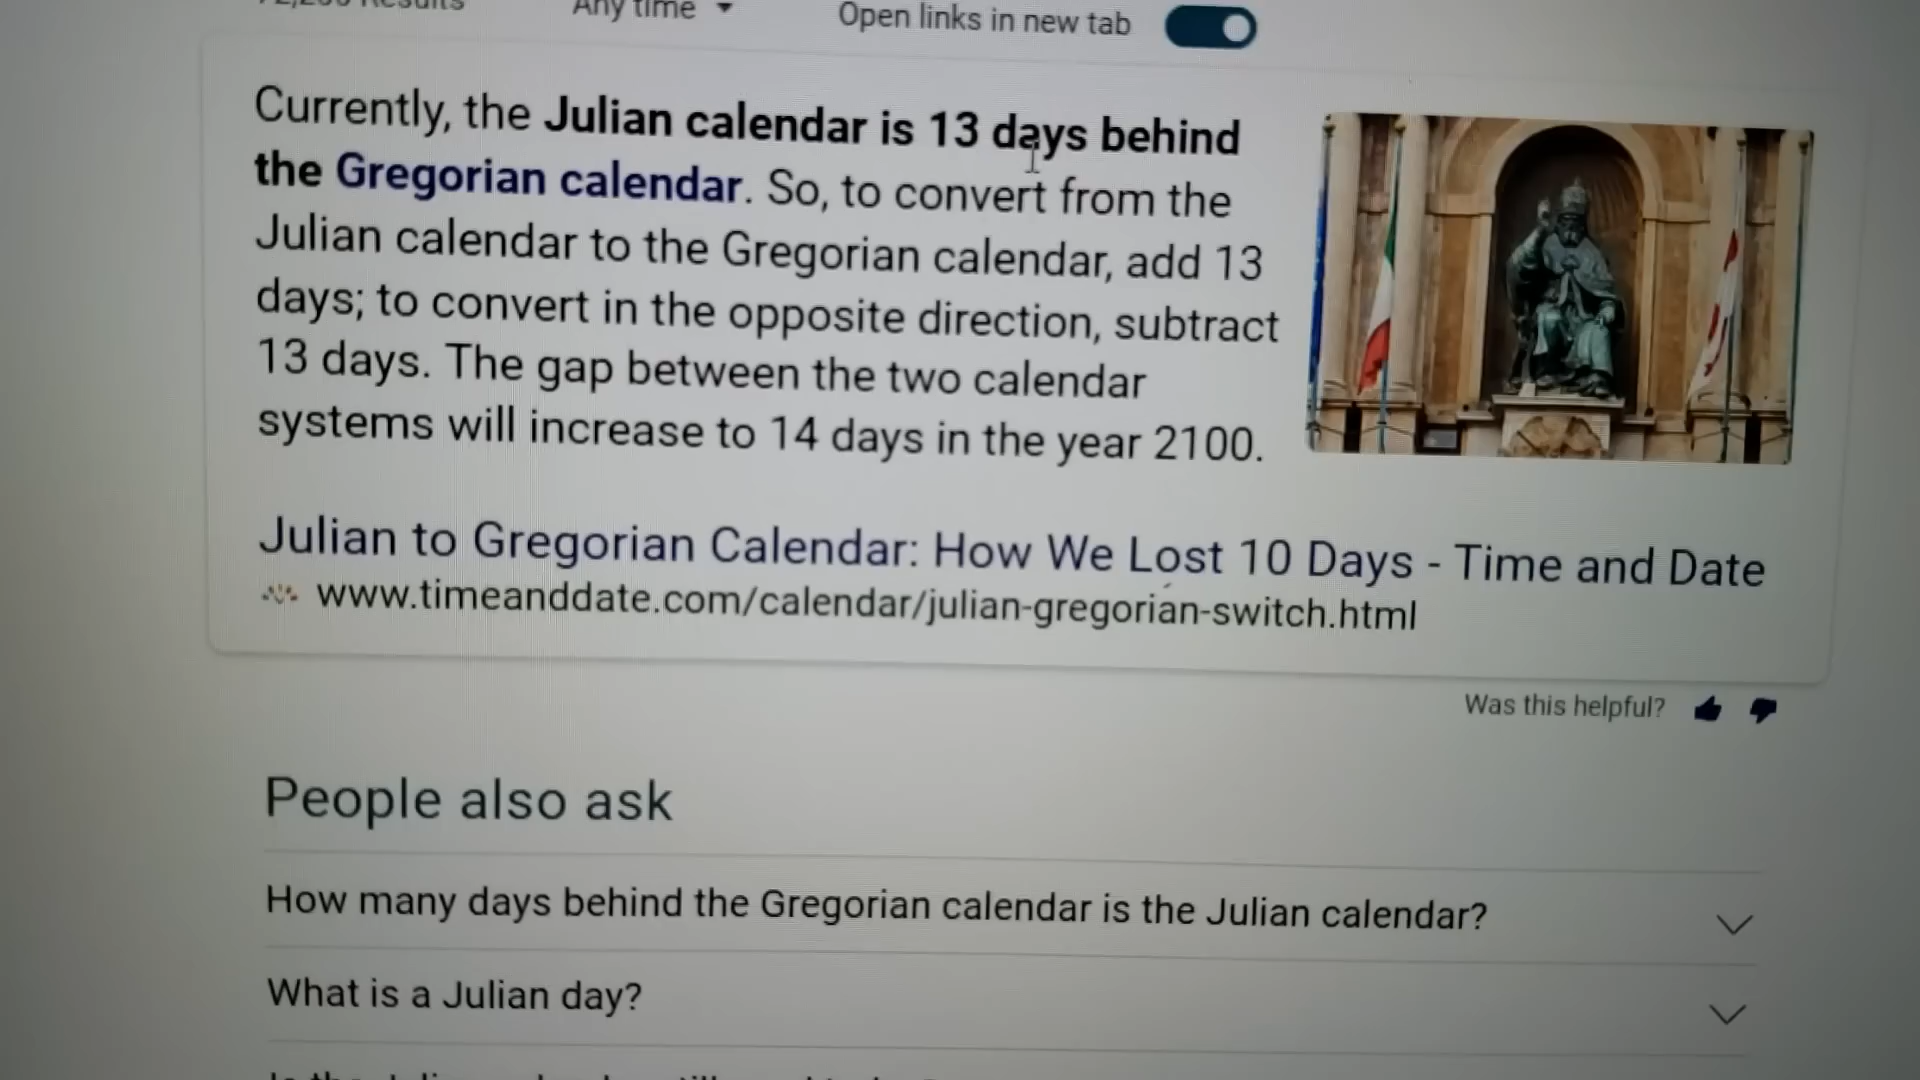 Results
Any time
Open links in new tab
Currently, the Julian calendar is 13 days behind
the Gregorian calendar. So, to convert from the
Julian calendar to the Gregorian calendar, add 13
days; to convert in the opposite direction, subtract
13 days. The gap between the two calendar
systems will increase to 14 days in the year 2100.
Julian to Gregorian Calendar: How We Lost 10 Days - Time and Date
www.timeanddate.com/calendar/julian-gregorian-switch.html
Was this helpful?
People also ask
How many days behind the Gregorian calendar is the Julian calendar?
What is a Julian day?